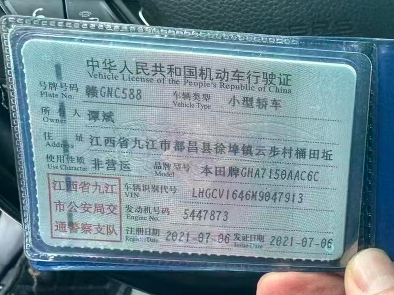 中华人民共和国机动车行驶证
Vehicle License of the People's Republic of China
号牌号码 赣GNC588 车辆类型 小型轿车
Plate No. Vehicle Type
所有人 谭斌
Owner
住址 江西省九江市都昌县徐埠镇云步村桶田坵
Address
使用性质 非营运 品牌型号 本田牌GHA7150AAC6C
Use Character Model
江西省九江 车辆识别代号 LHGCV1646M9047913
VIN
市公安局交 发动机号码 5447873
Engine No.
通警察支队 注册日期 2021-07-06 发证日期 2021-07-06
Register Date Issue Date